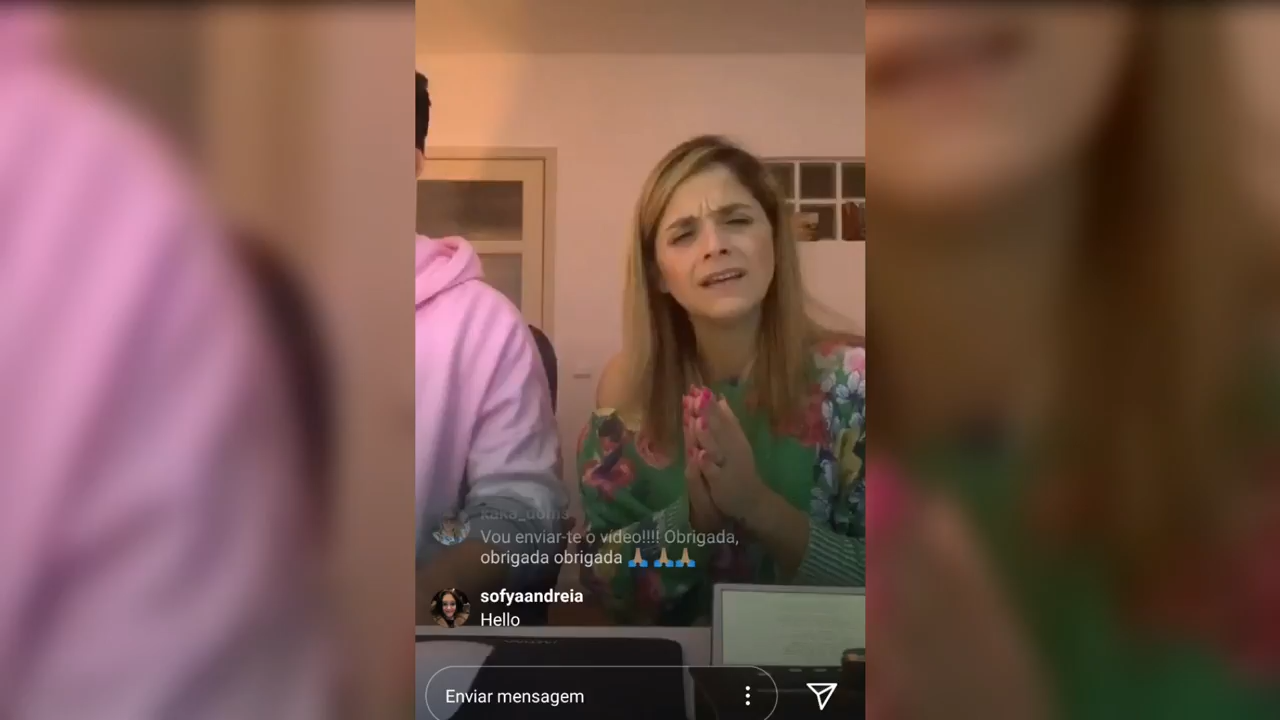 Vou enviar-te o vídeo!!!! Obrigada,
obrigada obrigada 🙏🏼 🙏🏼🙏🏼
sofyaandreia
Hello
Enviar mensagem